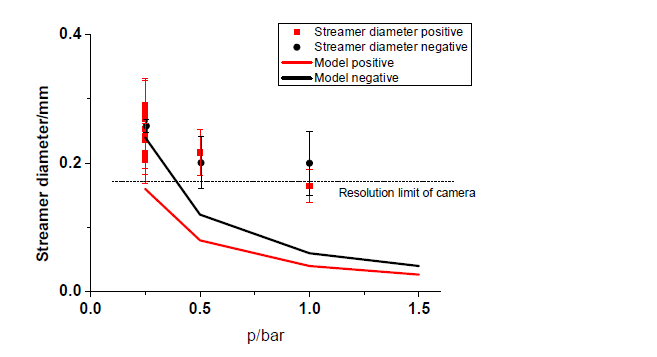 Streamer diameter positive
Streamer diameter negative
Model positive
Model negative
0.4
0.2
0.0
Streamer diameter/mm
Resolution limit of camera
0.0 0.5 1.0 1.5
p/bar